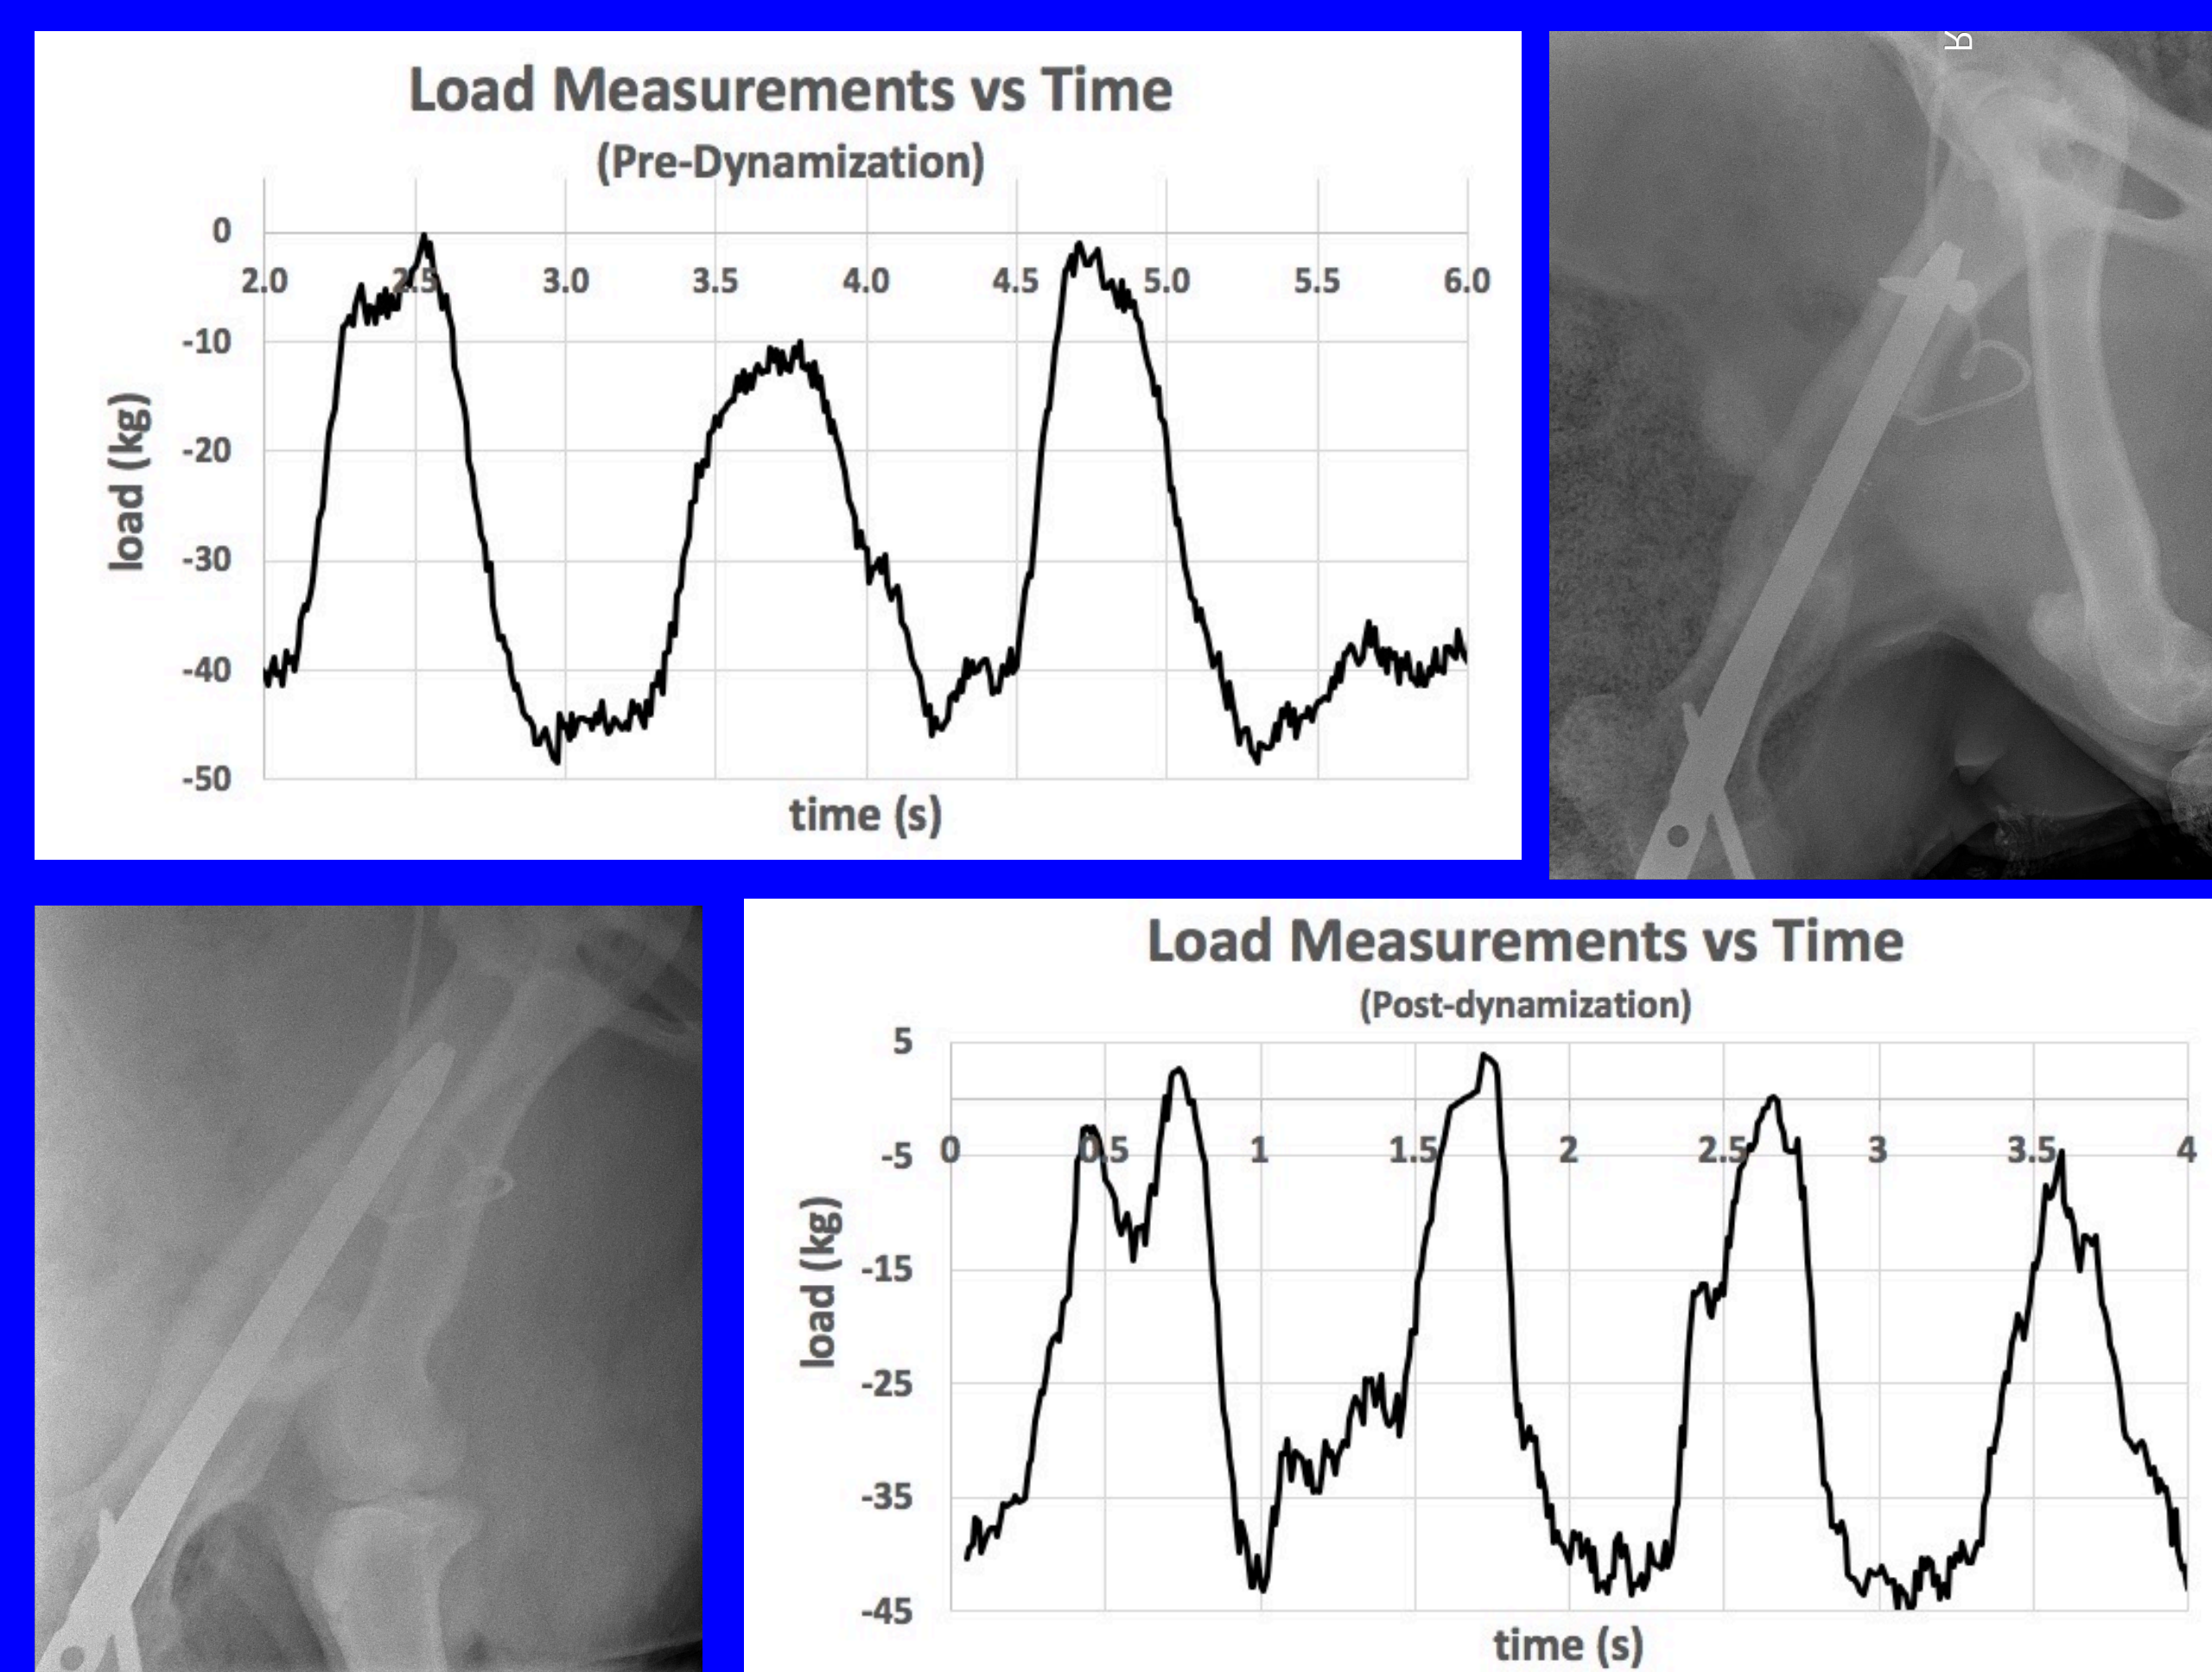 Load Measurements vs Time
(Pre-Dynamization)
0
2.0 2.5 3.0 3.5 4.0 4.5 5.0 5.5 6.0
-10
-20
-30
-40
-50
load (kg)
time (s)
R
Load Measurements vs Time
(Post-dynamization)
5
-5 0 0.5 1 1.5 2 2.5 3 3.5 4
-15
-25
-35
-45
load (kg)
time (s)